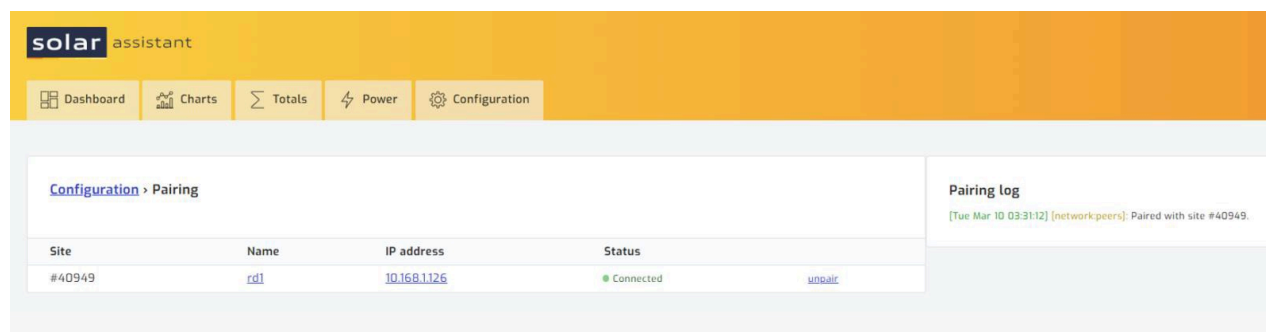 solar assistant
Dashboard Charts Totals Power Configuration
Configuration › Pairing
Site Name IP address Status
#40949 rd1 10.168.1.126 Connected unpair
Pairing log
[Tue Mar 10 03:31:12] [network:peers]: Paired with site #40949.